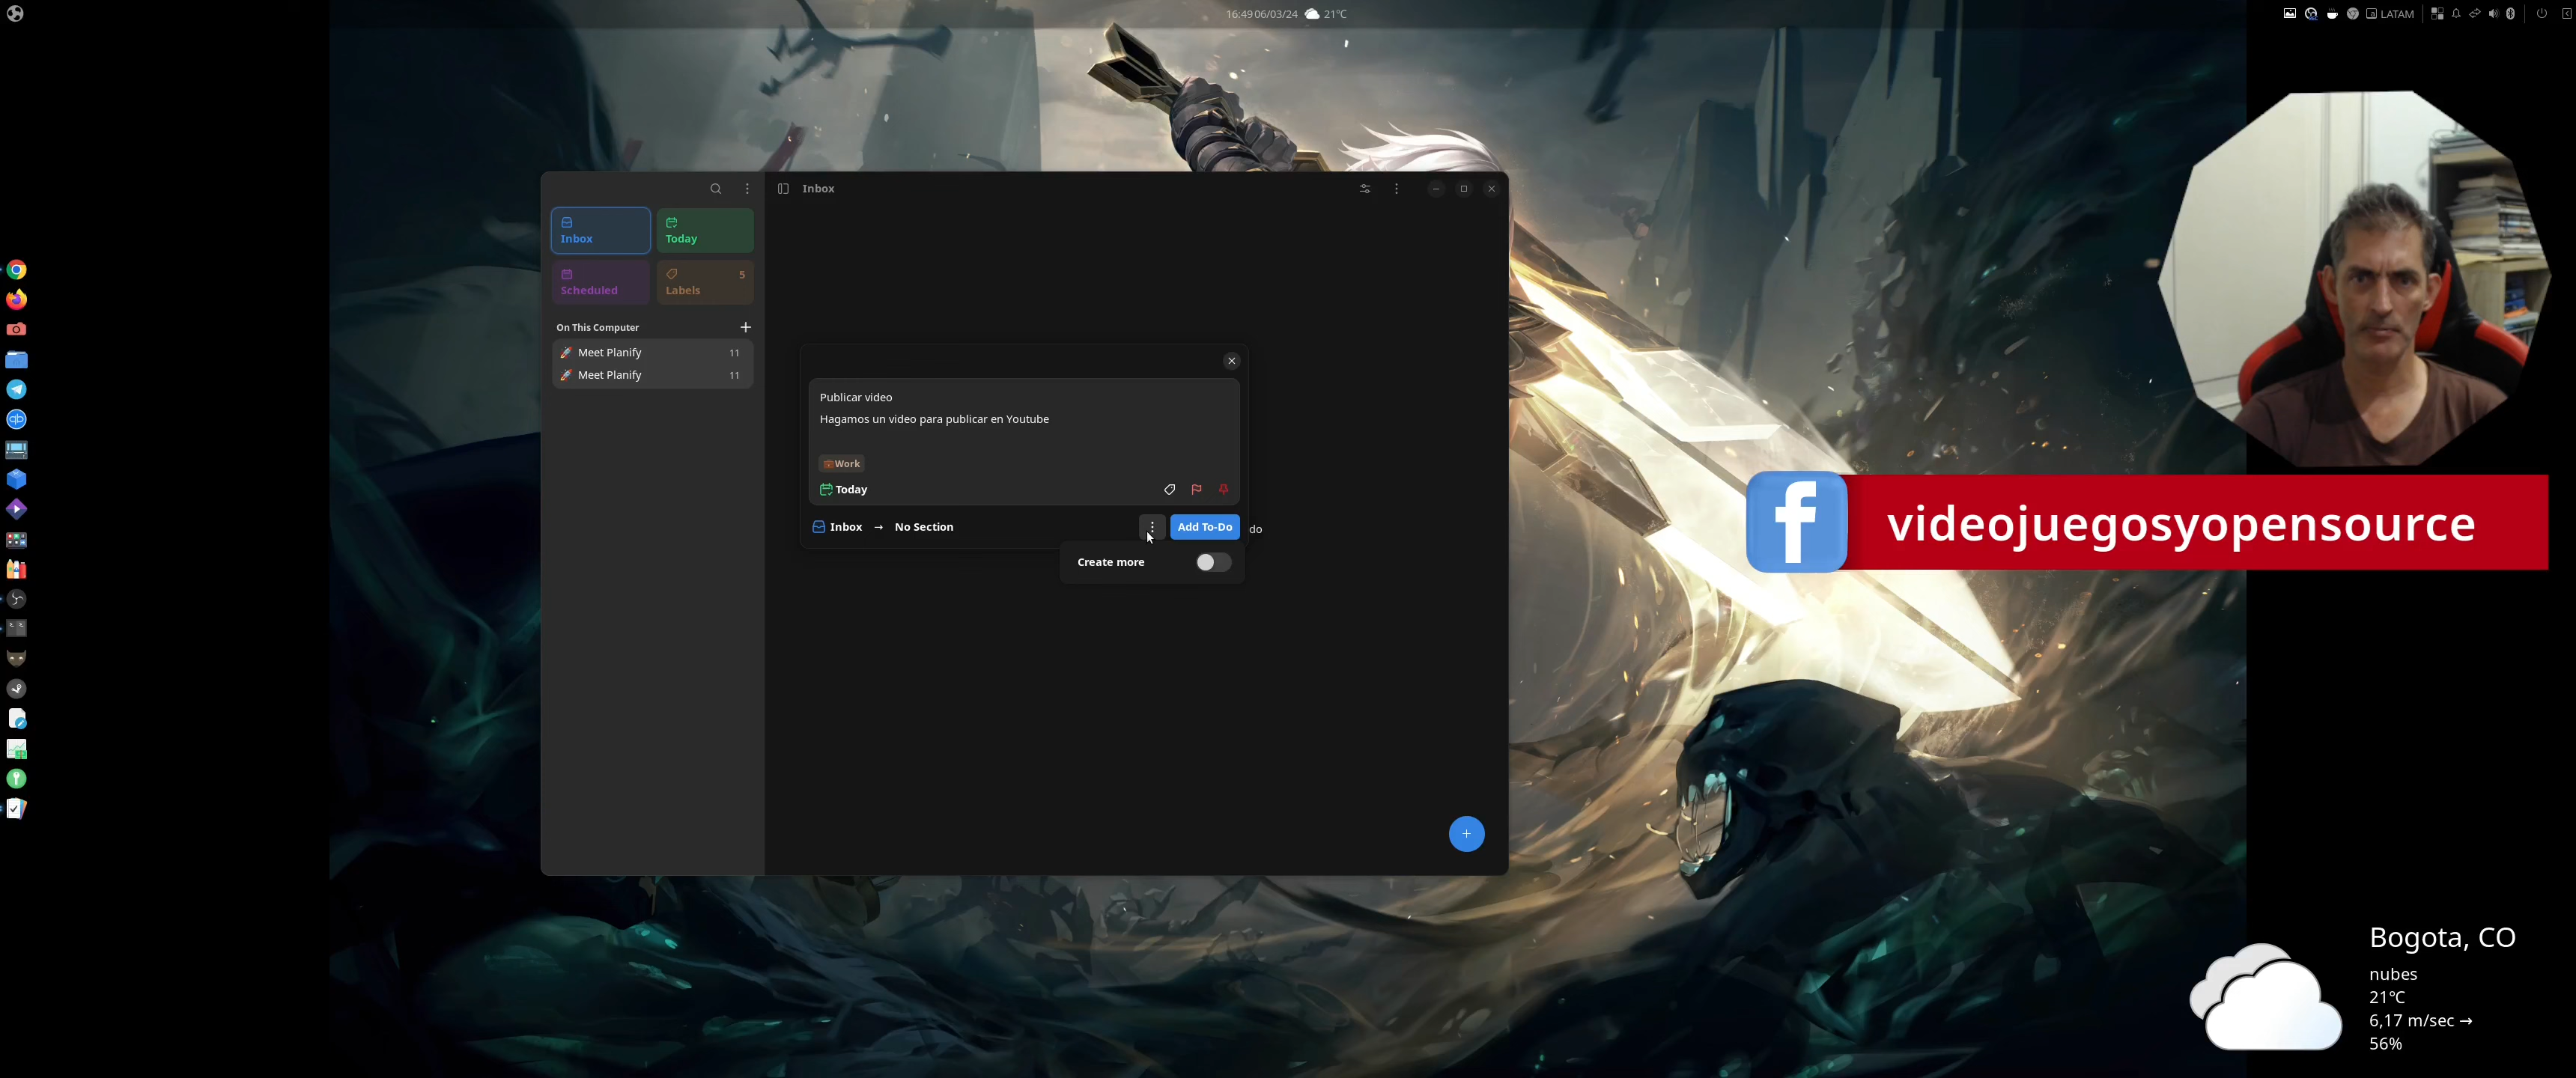 16:49 06/03/24 21°C
LATAM
Inbox
Inbox
Today
Scheduled
Labels 5
On This Computer
Meet Planify 11
Meet Planify 11
Publicar video
Hagamos un video para publicar en Youtube
Work
Today
Inbox → No Section
Add To-Do
do
Create more
videojuegosyopensource
Bogota, CO
nubes
21°C
6,17 m/sec →
56%